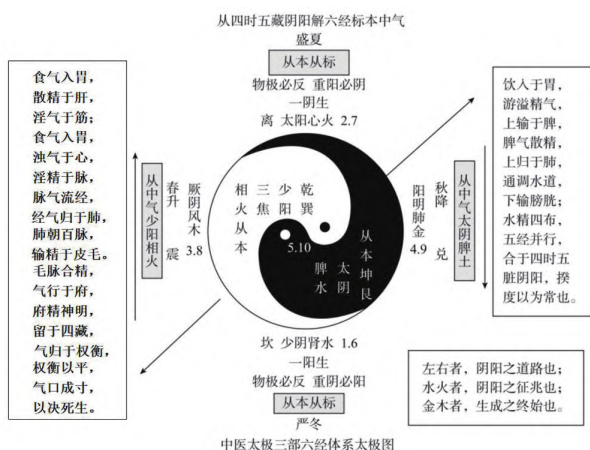 从四时五藏阴阳解六经标本中气
盛夏
从本从标
物极必反 重阳必阴
一阴生
离 太阳心火 2.7
食气入胃，
散精于肝，
淫气于筋；
食气入胃，
浊气于心，
淫精于脉，
脉气流经，
经气归于肺，
肺朝百脉，
输精于皮毛。
毛脉合精，
气行于府，
府精神明，
留于四藏，
气归于权衡，
权衡以平，
气口成寸，
以决死生。
从中气少阳相火
春升
震
厥阴风木
3.8
相火从本
三焦
少阳
乾巽
5.10
脾水
太阴
从本坤艮
阳明肺金
4.9
秋降
兑
从中气太阴脾土
饮入于胃，
游溢精气，
上输于脾，
脾气散精，
上归于肺，
通调水道，
下输膀胱；
水精四布，
五经并行，
合于四时五
脏阴阳，揆
度以为常也。
坎 少阴肾水 1.6
一阳生
物极必反 重阴必阳
从本从标
严冬
中医太极三部六经体系太极图
左右者，阴阳之道路也；
水火者，阴阳之征兆也；
金木者，生成之终始也。